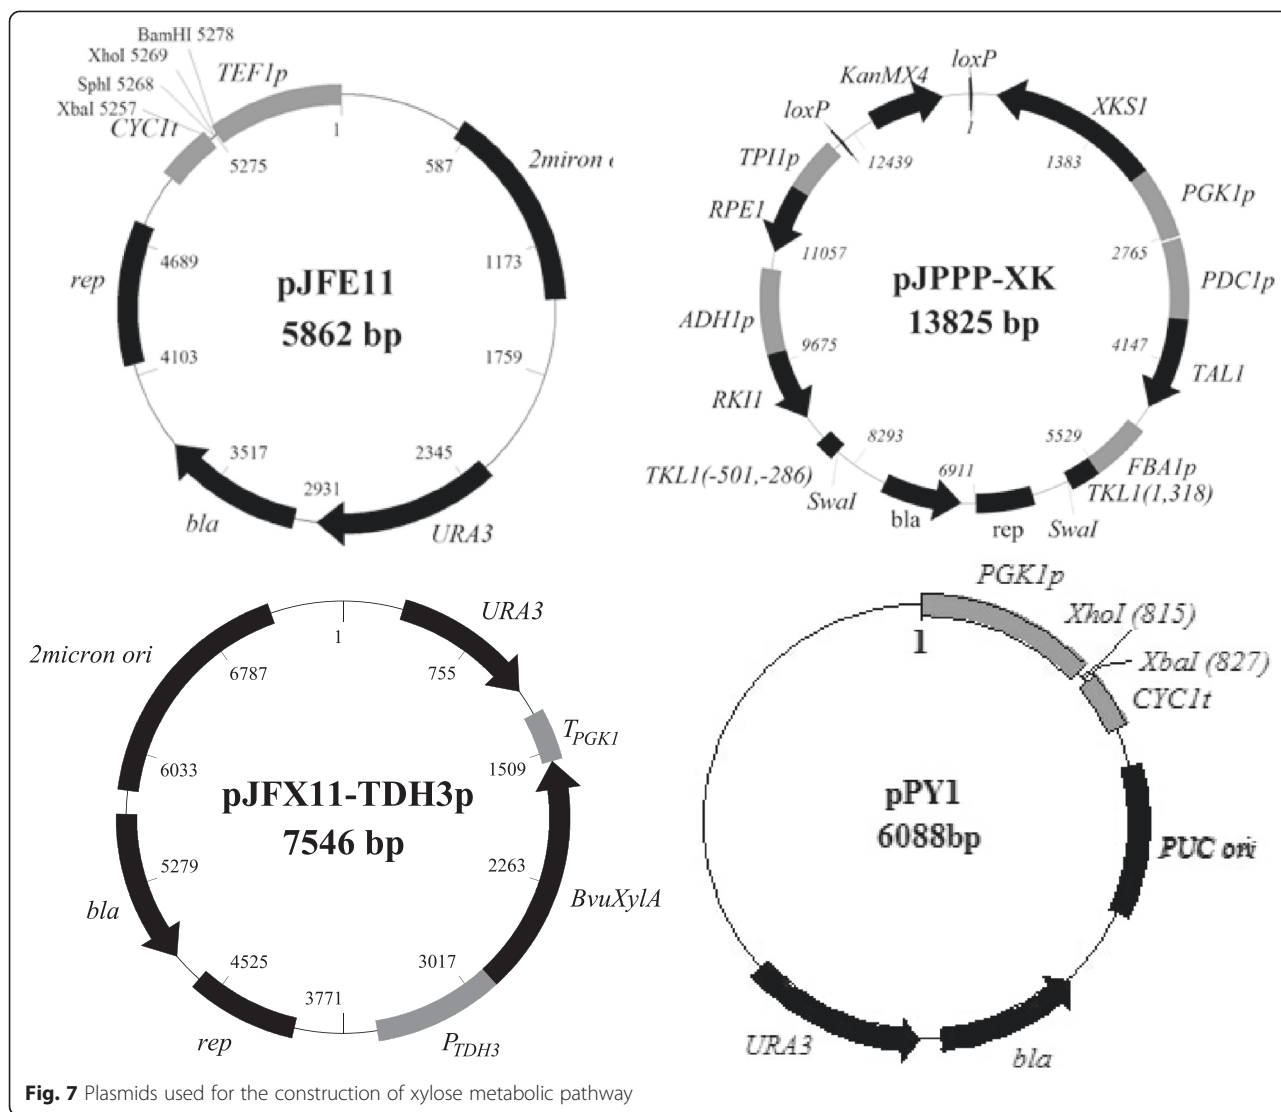 BamHI 5278
XhoI 5269
SphI 5268
XbaI 5257
TEF1p
CYC1t
1
5275
587
2miron
1173
4689
rep
pJFE11
5862 bp
4103
1759
3517
2345
2931
bla
URA3
loxP
KanMX4
loxP
1
XKS1
12439
1383
TPI1p
PGK1p
RPE1
11057
2765
pJPPP-XK
PDC1p
13825 bp
ADH1p
9675
4147
TAL1
RKI1
8293
5529
6911
FBA1p
TKL1(-501,-286)
TKL1(1,318)
SwaI
bla
rep
SwaI
URA3
1
2micron ori
6787
755
TPGK1
6033
1509
pJFX11-TDH3p
7546 bp
5279
2263
BvuXylA
bla
4525
3017
3771
rep
PTDH3
PGK1p
XhoI (815)
1
XbaI (827)
CYC1t
pPY1
6088bp
PUC ori
URA3
bla
Fig. 7 Plasmids used for the construction of xylose metabolic pathway